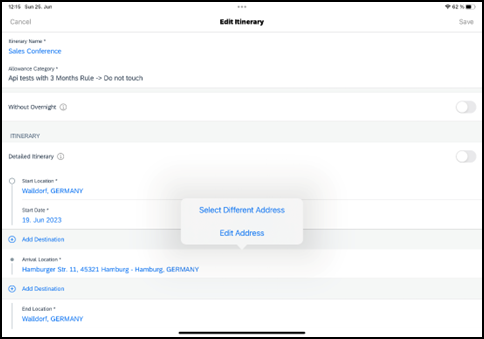 12:15 Sun 25. Jun
62 %
Cancel
Edit Itinerary
Save
Itinerary Name *
Sales Conference
Allowance Category *
Api tests with 3 Months Rule -> Do not touch
Without Overnight
ITINERARY
Detailed Itinerary
Start Location *
Walldorf, GERMANY
Start Date *
19. Jun 2023
Select Different Address
Edit Address
Add Destination
Arrival Location *
Hamburger Str. 11, 45321 Hamburg - Hamburg, GERMANY
Add Destination
End Location *
Walldorf, GERMANY